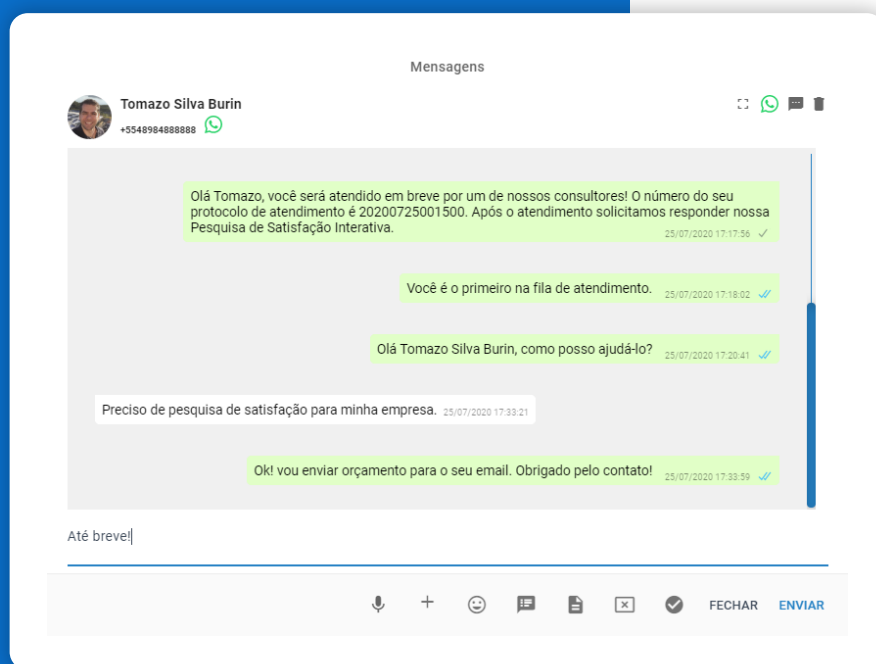 Mensagens
Tomazo Silva Burin
+5548984888888
Olá Tomazo, você será atendido em breve por um de nossos consultores! O número do seu
protocolo de atendimento é 20200725001500. Após o atendimento solicitamos responder nossa
Pesquisa de Satisfação Interativa.
25/07/2020 17:17:56
Você é o primeiro na fila de atendimento. 25/07/2020 17:18:02
Olá Tomazo Silva Burin, como posso ajudá-lo? 25/07/2020 17:20:41
Preciso de pesquisa de satisfação para minha empresa. 25/07/2020 17:33:21
Ok! vou enviar orçamento para o seu email. Obrigado pelo contato! 25/07/2020 17:33:59
Até breve!
FECHAR ENVIAR